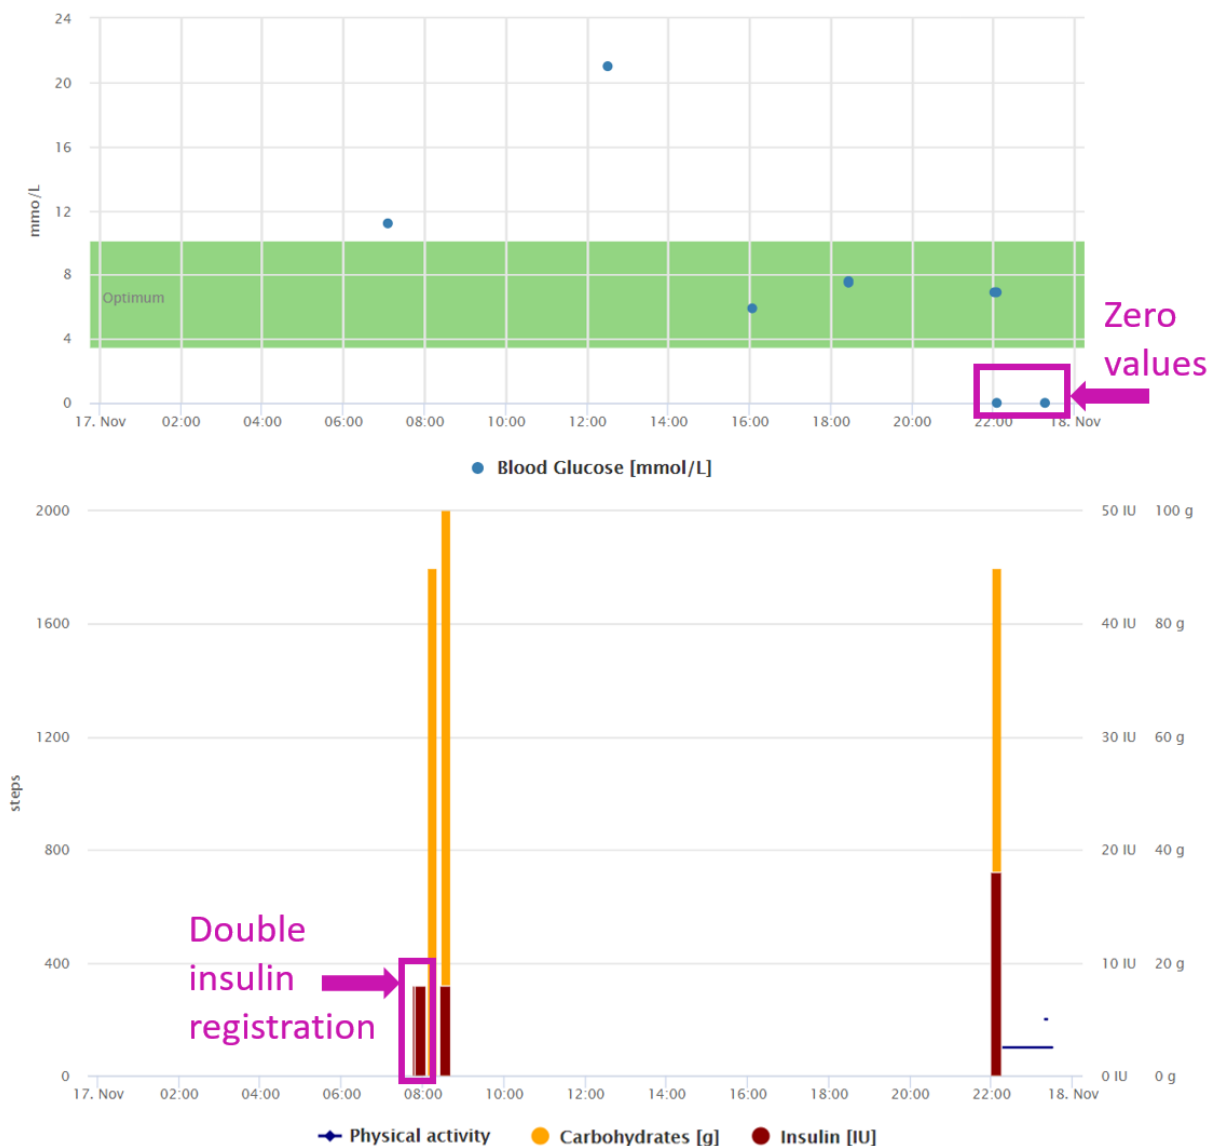 24
20
16
12
8
4
0
mmo/L
Optimum
Zero
values
17. Nov 02:00 04:00 06:00 08:00 10:00 12:00 14:00 16:00 18:00 20:00 22:00 18. Nov
Blood Glucose [mmol/L]
2000 50 IU 100 g
1600 40 IU 80 g
1200 30 IU 60 g
steps
800 20 IU 40 g
Double
insulin
registration
400 10 IU 20 g
0 0 IU 0 g
17. Nov 02:00 04:00 06:00 08:00 10:00 12:00 14:00 16:00 18:00 20:00 22:00 18. Nov
Physical activity Carbohydrates [g] Insulin [IU]